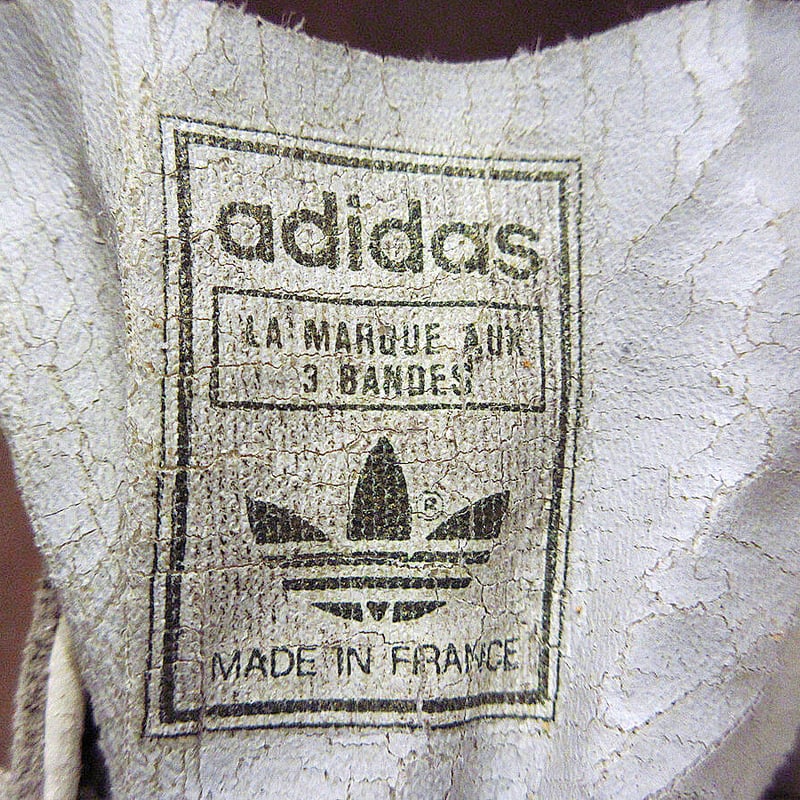 adidas
LA MARQUE AUX
3 BANDES
®
MADE IN FRANCE